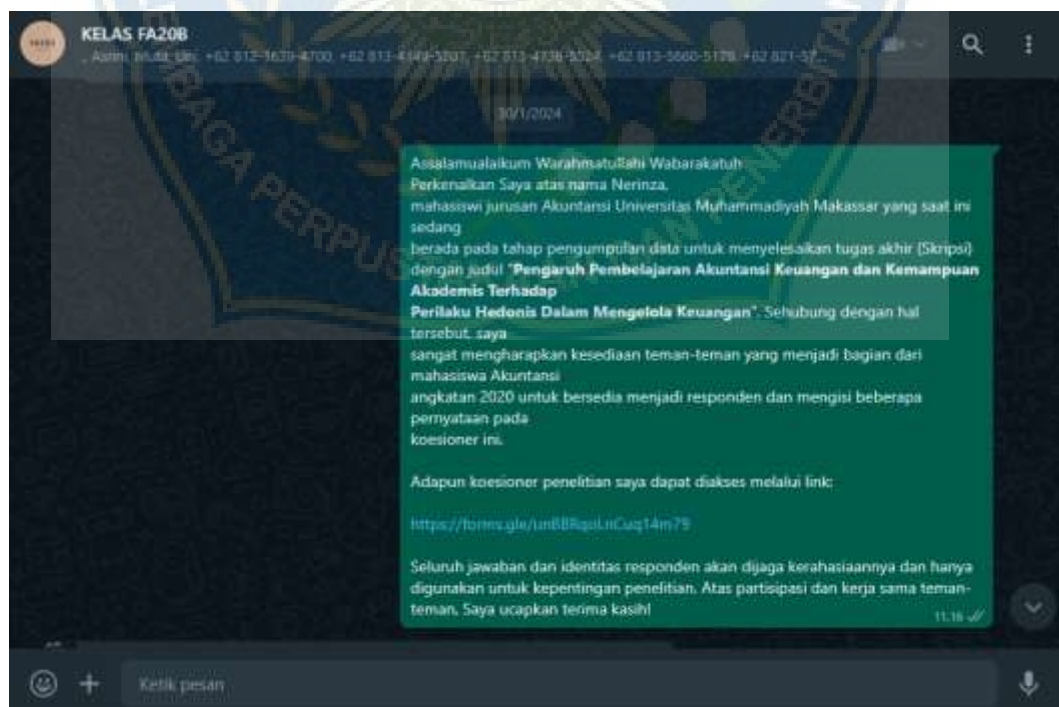 KELAS FA20B
30/1/2024
Assalamualaikum Warahmatullahi Wabarakatuh
Perkenalkan Saya atas nama Nerinza,
mahasiswi jurusan Akuntansi Universitas Muhammadiyah Makassar yang saat ini
sedang
berada pada tahap pengumpulan data untuk menyelesaikan tugas akhir (Skripsi)
dengan judul "Pengaruh Pembelajaran Akuntansi Keuangan dan Kemampuan
Akademis Terhadap
Perilaku Hedonis Dalam Mengelola Keuangan". Sehubung dengan hal
tersebut, saya
sangat mengharapkan kesediaan teman-teman yang menjadi bagian dari
mahasiswa Akuntansi
angkatan 2020 untuk bersedia menjadi responden dan mengisi beberapa
pernyataan pada
koesioner ini.
Adapun koesioner penelitian saya dapat diakses melalui link:
Seluruh jawaban dan identitas responden akan dijaga kerahasiaannya dan hanya
digunakan untuk kepentingan penelitian. Atas partisipasi dan kerja sama teman-
teman, Saya ucapkan terima kasih!
11.16
Ketik pesan